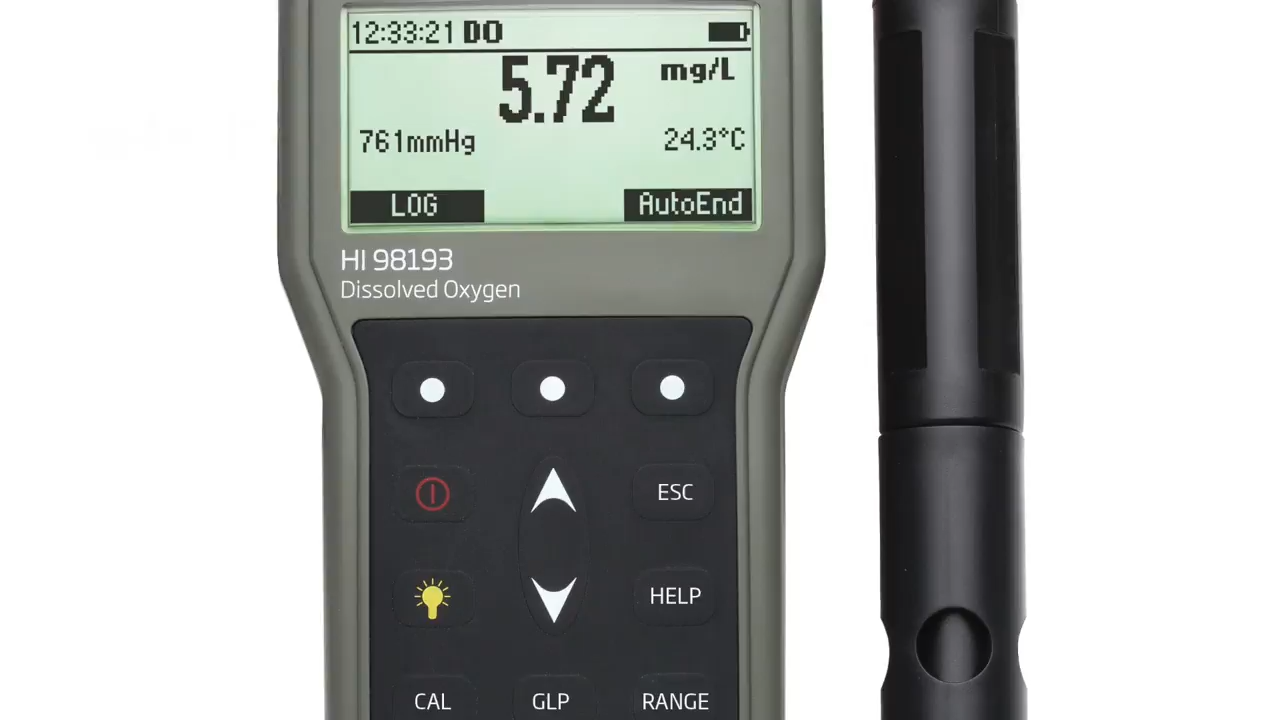 12:33:21 DO
5.72 mg/L
761mmHg 24.3°C
LOG AutoEnd
HI 98193
Dissolved Oxygen
ESC
HELP
CAL GLP RANGE